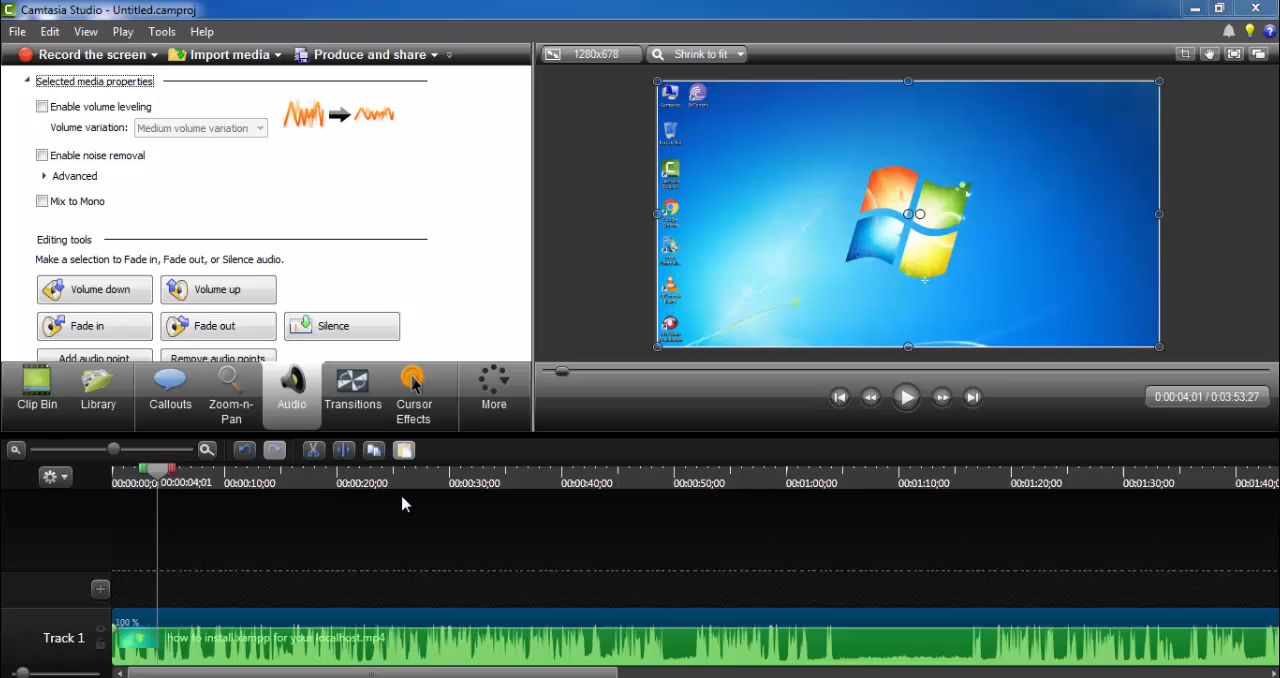 Camtasia Studio - Untitled.camproj
File Edit View Play Tools Help
Record the screen Import media Produce and share
1280x678 Shrink to fit
Selected media properties
Enable volume leveling
Volume variation: Medium volume variation
Enable noise removal
Advanced
Mix to Mono
Editing tools
Make a selection to Fade in, Fade out, or Silence audio.
Volume down Volume up
Fade in Fade out Silence
Add audio point Remove audio points
Clip Bin Library Callouts Zoom-n-Pan Audio Transitions Cursor Effects More
0:00:04;01 / 0:03:53;27
00:00:00;0 00:00:04;01 00:00:10;00 00:00:20;00 00:00:30;00 00:00:40;00 00:00:50;00 00:01:00;00 00:01:10;00 00:01:20;00 00:01:30;00 00:01:40;0
100 %
Track 1 how to install xampp for your localhost.mp4